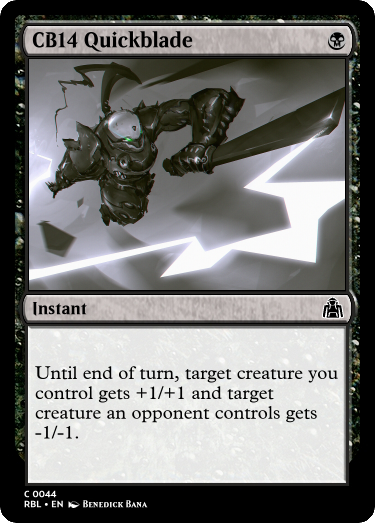 CB14 Quickblade
Instant
Until end of turn, target creature you
control gets +1/+1 and target
creature an opponent controls gets
-1/-1.
C 0044
RBL • EN Benedick Bana